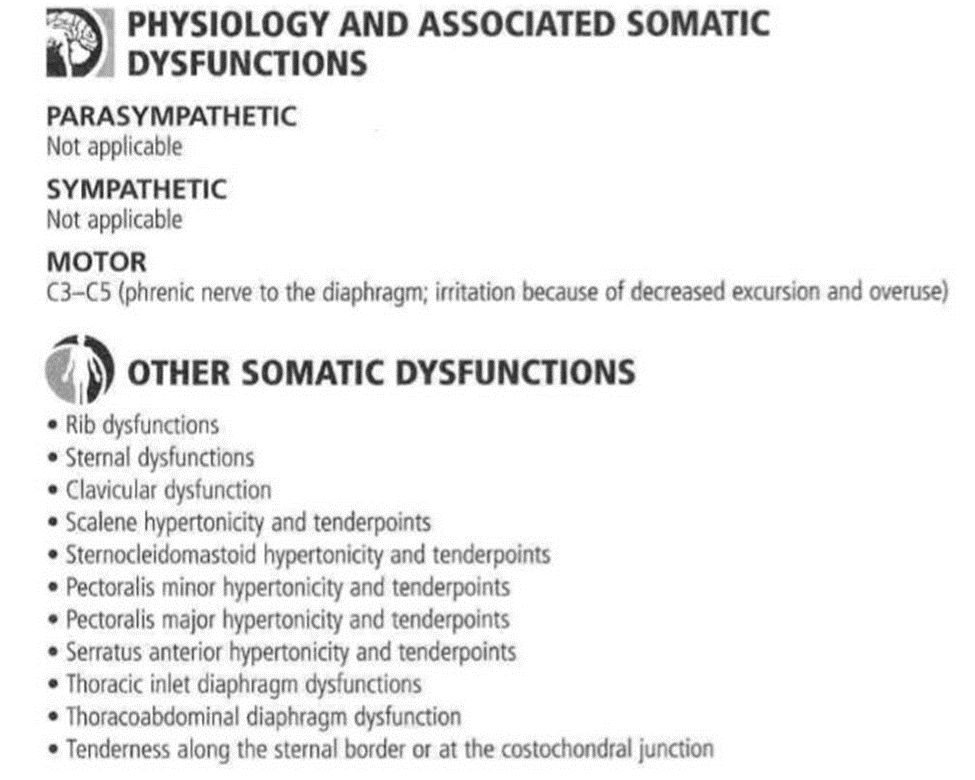 PHYSIOLOGY AND ASSOCIATED SOMATIC
DYSFUNCTIONS
PARASYMPATHETIC
Not applicable
SYMPATHETIC
Not applicable
MOTOR
C3–C5 (phrenic nerve to the diaphragm; irritation because of decreased excursion and overuse)
OTHER SOMATIC DYSFUNCTIONS
• Rib dysfunctions
• Sternal dysfunctions
• Clavicular dysfunction
• Scalene hypertonicity and tenderpoints
• Sternocleidomastoid hypertonicity and tenderpoints
• Pectoralis minor hypertonicity and tenderpoints
• Pectoralis major hypertonicity and tenderpoints
• Serratus anterior hypertonicity and tenderpoints
• Thoracic inlet diaphragm dysfunctions
• Thoracoabdominal diaphragm dysfunction
• Tenderness along the sternal border or at the costochondral junction